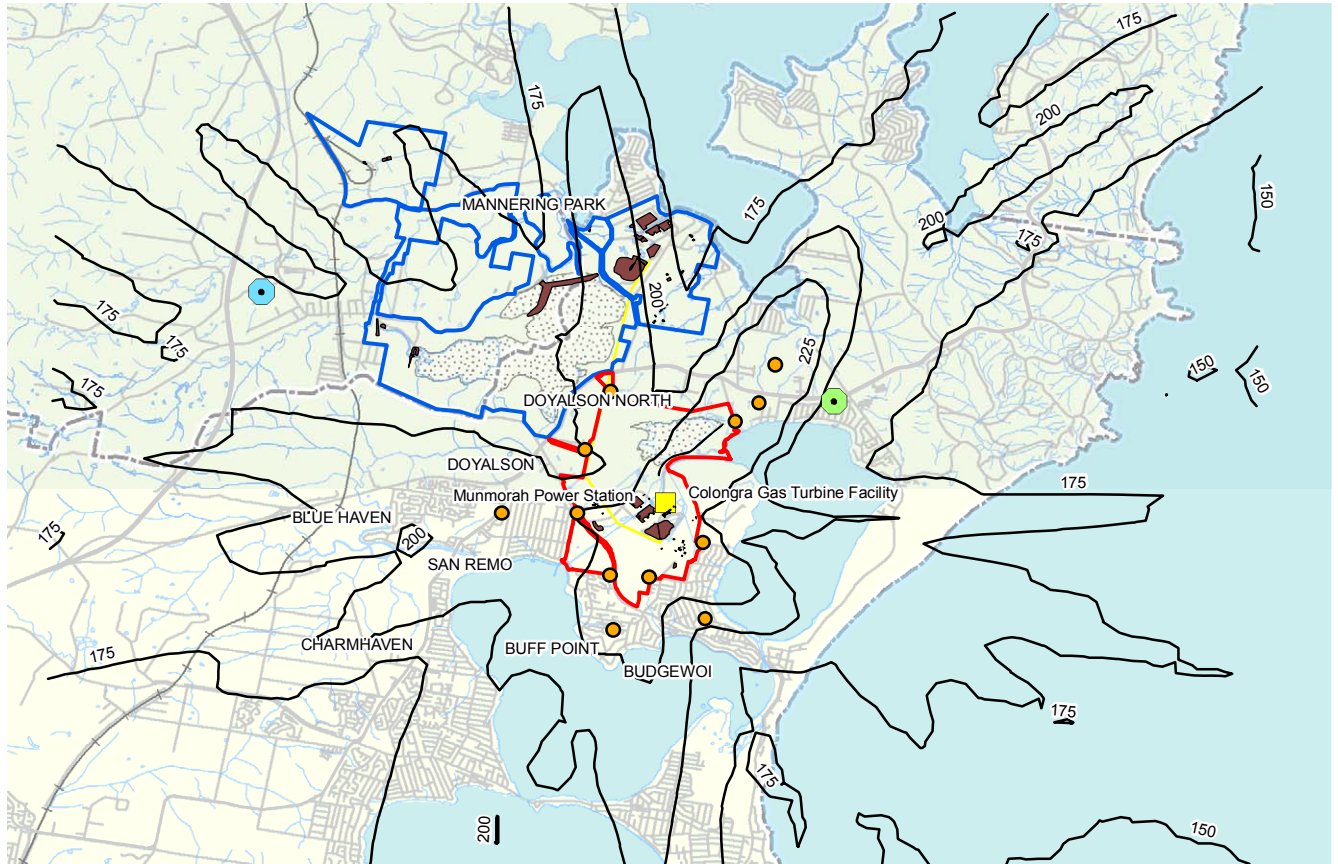 175
200
175
150
MANNERING PARK
175
200
175
200
150
150
175
225
175
DOYALSON NORTH
DOYALSON
175
Munmorah Power Station
Colongra Gas Turbine Facility
BLUE HAVEN
175
200
SAN REMO
CHARMHAVEN
BUFF POINT
175
BUDGEWOI
175
175
200
150